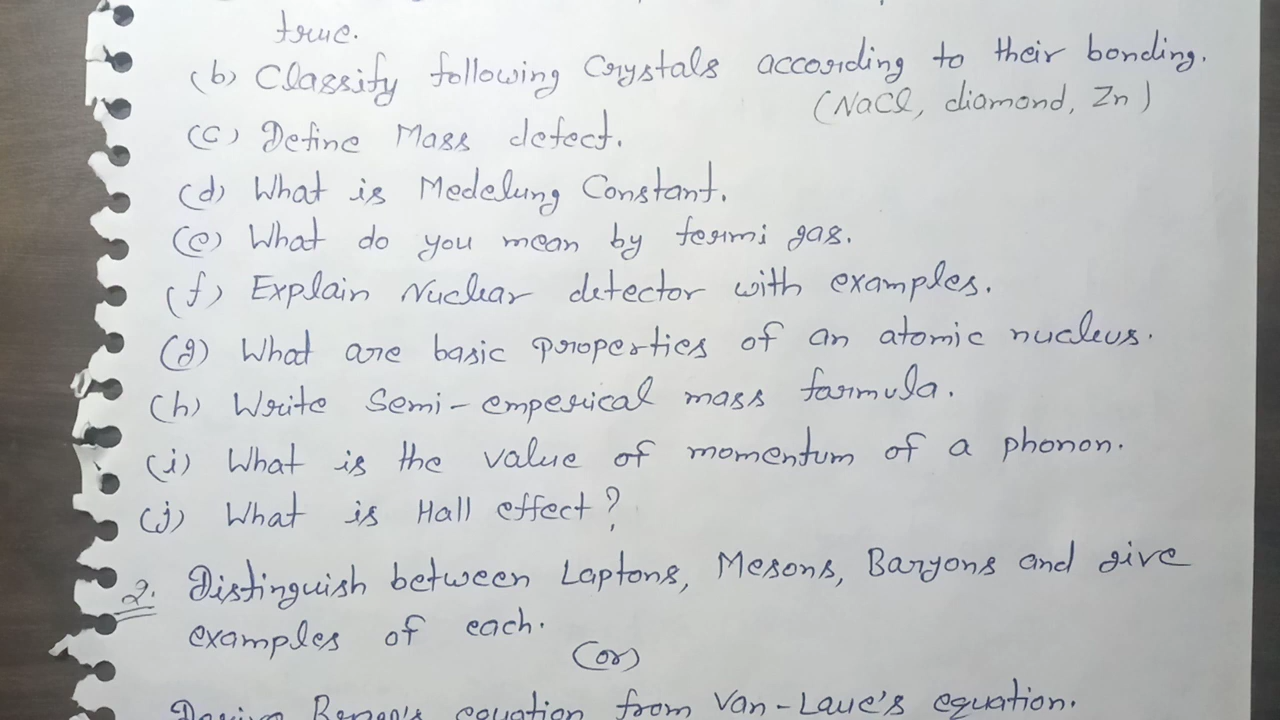 true.
(b) Classify following Crystals according to their bonding.
(NaCl, diamond, Zn)
(c) Define Mass defect.
(d) What is Medelung Constant.
(e) What do you mean by fermi gas.
(f) Explain Nuclear detector with examples.
(g) What are basic properties of an atomic nucleus.
(h) Write Semi-emperical mass formula.
(i) What is the value of momentum of a phonon.
(j) What is Hall effect?
2. Distinguish between Laptons, Mesons, Baryons and give
examples of each.
(or)
equation from Van-Laue's equation.